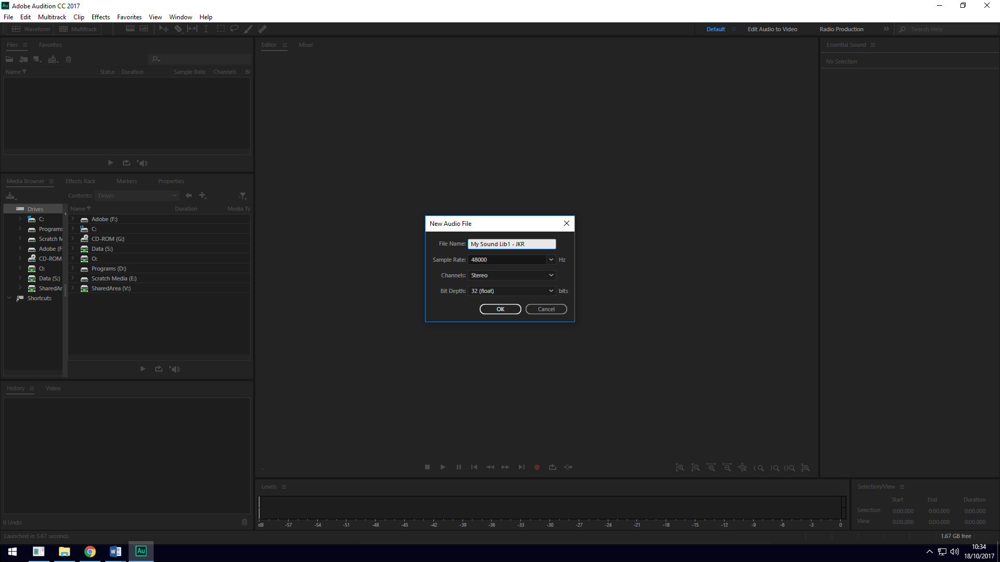 Au Adobe Audition CC 2017
File Edit Multitrack Clip Effects Favorites View Window Help
Waveform Multitrack Default Edit Audio to Video Radio Production Search Help
Files Favorites
Name Status Duration Sample Rate Channels Bi
Media Browser Effects Rack Markers Properties
Contents: Drives
Name Duration Media Ty
Drives
C:
Programs
Scratch M
Adobe (F:
CD-ROM
O:
Data (S:)
SharedAr
Shortcuts
Adobe (F:)
C:
CD-ROM (G:)
Data (S:)
O:
Programs (D:)
Scratch Media (E:)
SharedArea (V:)
History Video
0 Undo
Launched in 5.67 seconds
Editor Mixer
New Audio File
File Name: My Sound Lib1 - JKR
Sample Rate: 48000 Hz
Channels: Stereo
Bit Depth: 32 (float) bits
OK Cancel
Levels
dB -57 -54 -51 -48 -45 -42 -39 -36 -33 -30 -27 -24 -21 -18 -15 -12 -9 -6 -3 0
Essential Sound
No Selection
Selection/View
Start End Duration
Selection 0:00.000 0:00.000 0:00.000
View 0:00.000 0:00.000 0:00.000
1.67 GB free
Au
10:34
18/10/2017